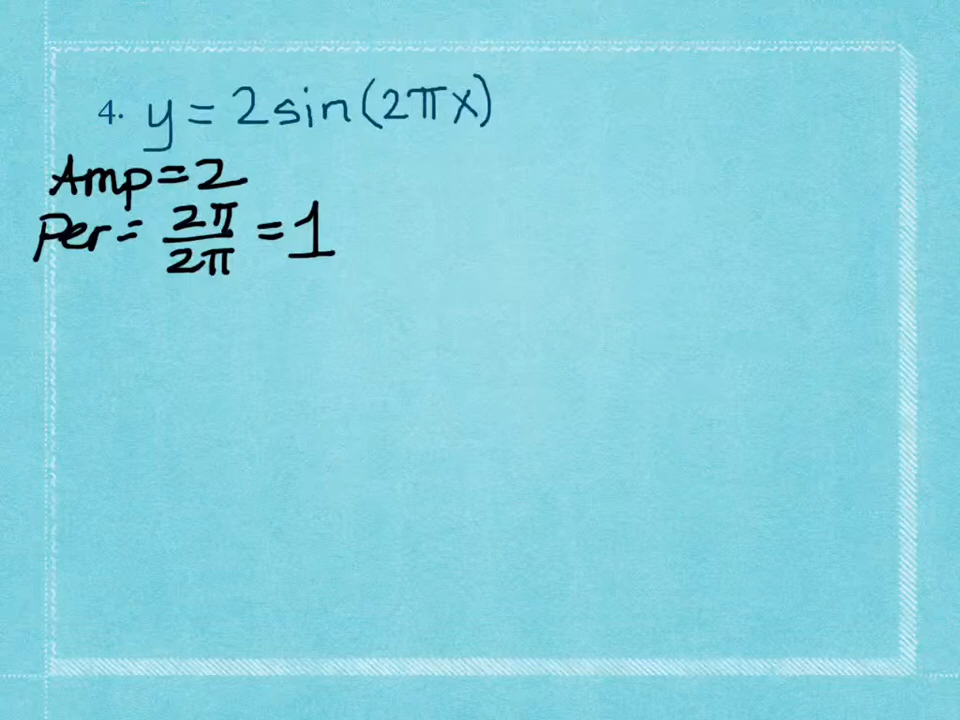 4. y = 2sin(2πx)
Amp = 2
Per = 2π/2π = 1